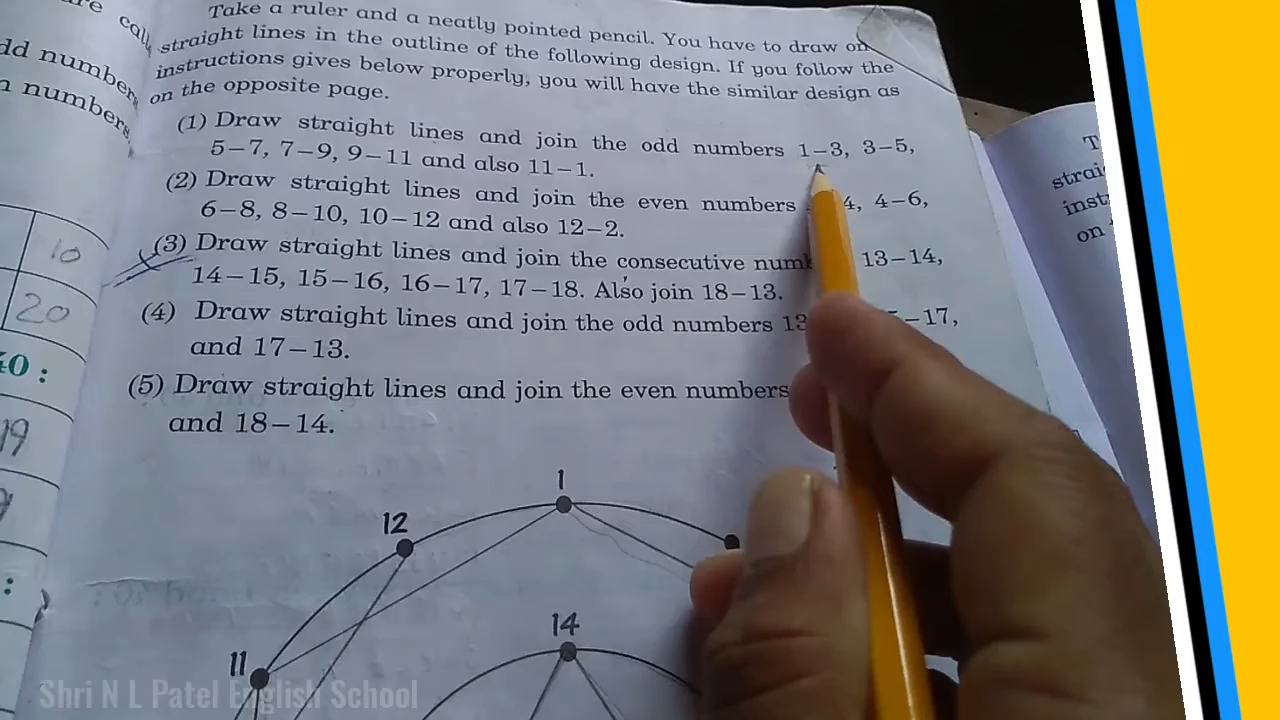 Take a ruler and a neatly pointed pencil. You have to draw on
straight lines in the outline of the following design. If you follow the
instructions gives below properly, you will have the similar design as
on the opposite page.
(1) Draw straight lines and join the odd numbers 1–3, 3–5,
5–7, 7–9, 9–11 and also 11–1.
(2) Draw straight lines and join the even numbers 4, 4–6,
6–8, 8–10, 10–12 and also 12–2.
(3) Draw straight lines and join the consecutive 13–14,
14–15, 15–16, 16–17, 17–18. Also join 18–13.
(4) Draw straight lines and join the odd numbers 13 –17,
and 17–13.
(5) Draw straight lines and join the even numbers
and 18–14.
1
12
14
11
10
20
40 :
19
odd number
numbers
on
Shri N L Patel English School